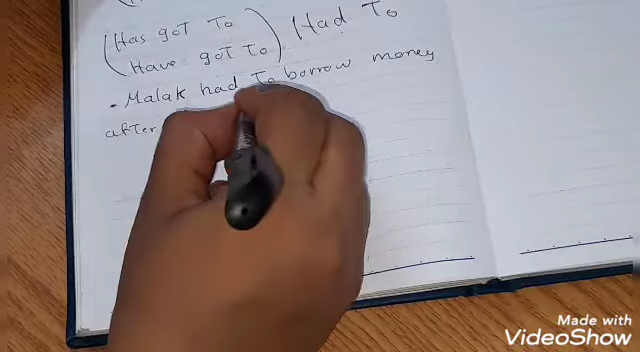 (Has got To
Have got To) Had To
• Malak had To borrow money
after
Made with
VideoShow